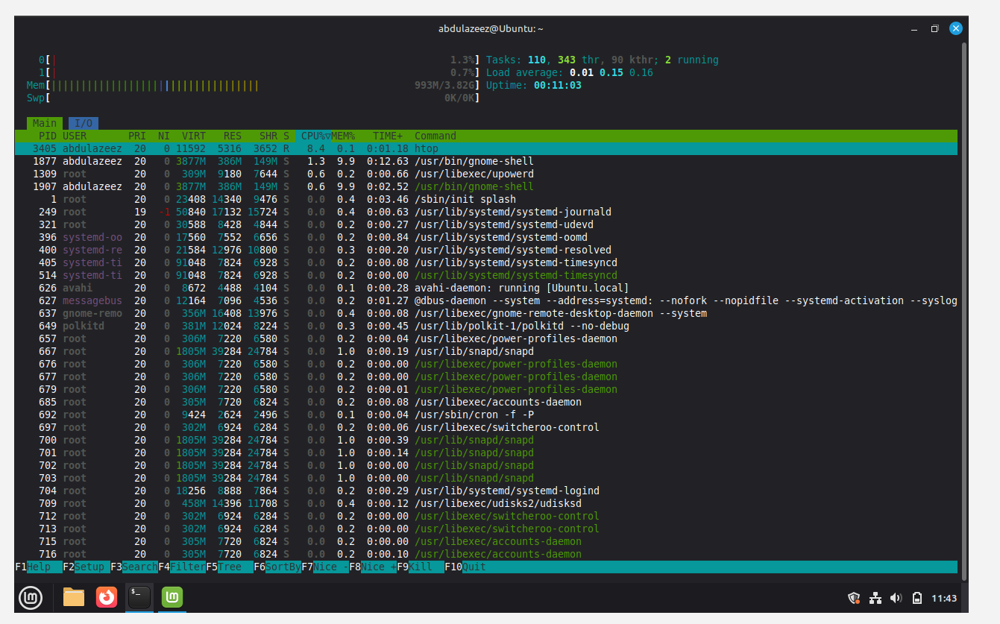 abdulazeez@Ubuntu: ~
0[| 1.3%] Tasks: 110, 343 thr, 90 kthr; 2 running
1[| 0.7%] Load average: 0.01 0.15 0.16
Mem[||||||||||||||||||||||||||||||||||| 993M/3.82G] Uptime: 00:11:03
Swp[ 0K/0K]
Main I/O
PID USER PRI NI VIRT RES SHR S CPU%▽MEM% TIME+ Command
3405 abdulazeez 20 0 11592 5316 3652 R 8.4 0.1 0:01.18 htop
1877 abdulazeez 20 0 3877M 386M 149M S 1.3 9.9 0:12.63 /usr/bin/gnome-shell
1309 root 20 0 309M 9180 7644 S 0.6 0.2 0:00.66 /usr/libexec/upowerd
1907 abdulazeez 20 0 3877M 386M 149M S 0.6 9.9 0:02.52 /usr/bin/gnome-shell
1 root 20 0 23408 14340 9476 S 0.0 0.4 0:03.46 /sbin/init splash
249 root 19 -1 50840 17132 15724 S 0.0 0.4 0:00.63 /usr/lib/systemd/systemd-journald
321 root 20 0 30588 8428 4844 S 0.0 0.2 0:00.27 /usr/lib/systemd/systemd-udevd
396 systemd-oo 20 0 17560 7552 6656 S 0.0 0.2 0:00.84 /usr/lib/systemd/systemd-oomd
400 systemd-re 20 0 21584 12976 10800 S 0.0 0.3 0:00.20 /usr/lib/systemd/systemd-resolved
405 systemd-ti 20 0 91048 7824 6928 S 0.0 0.2 0:00.08 /usr/lib/systemd/systemd-timesyncd
514 systemd-ti 20 0 91048 7824 6928 S 0.0 0.2 0:00.00 /usr/lib/systemd/systemd-timesyncd
626 avahi 20 0 8672 4488 4104 S 0.0 0.1 0:00.28 avahi-daemon: running [Ubuntu.local]
627 messagebus 20 0 12164 7096 4536 S 0.0 0.2 0:01.27 @dbus-daemon --system --address=systemd: --nofork --nopidfile --systemd-activation --syslog
637 gnome-remo 20 0 356M 16408 13976 S 0.0 0.4 0:00.08 /usr/libexec/gnome-remote-desktop-daemon --system
649 polkitd 20 0 381M 12024 8224 S 0.0 0.3 0:00.45 /usr/lib/polkit-1/polkitd --no-debug
657 root 20 0 306M 7220 6580 S 0.0 0.2 0:00.04 /usr/libexec/power-profiles-daemon
667 root 20 0 1805M 39284 24784 S 0.0 1.0 0:00.19 /usr/lib/snapd/snapd
676 root 20 0 306M 7220 6580 S 0.0 0.2 0:00.00 /usr/libexec/power-profiles-daemon
677 root 20 0 306M 7220 6580 S 0.0 0.2 0:00.00 /usr/libexec/power-profiles-daemon
679 root 20 0 306M 7220 6580 S 0.0 0.2 0:00.01 /usr/libexec/power-profiles-daemon
685 root 20 0 305M 7720 6824 S 0.0 0.2 0:00.08 /usr/libexec/accounts-daemon
692 root 20 0 9424 2624 2496 S 0.0 0.1 0:00.04 /usr/sbin/cron -f -P
697 root 20 0 302M 6924 6284 S 0.0 0.2 0:00.06 /usr/libexec/switcheroo-control
700 root 20 0 1805M 39284 24784 S 0.0 1.0 0:00.39 /usr/lib/snapd/snapd
701 root 20 0 1805M 39284 24784 S 0.0 1.0 0:00.14 /usr/lib/snapd/snapd
702 root 20 0 1805M 39284 24784 S 0.0 1.0 0:00.00 /usr/lib/snapd/snapd
703 root 20 0 1805M 39284 24784 S 0.0 1.0 0:00.00 /usr/lib/snapd/snapd
704 root 20 0 18256 8888 7864 S 0.0 0.2 0:00.29 /usr/lib/systemd/systemd-logind
709 root 20 0 458M 14396 11708 S 0.0 0.4 0:00.12 /usr/libexec/udisks2/udisksd
712 root 20 0 302M 6924 6284 S 0.0 0.2 0:00.00 /usr/libexec/switcheroo-control
713 root 20 0 302M 6924 6284 S 0.0 0.2 0:00.00 /usr/libexec/switcheroo-control
715 root 20 0 305M 7720 6824 S 0.0 0.2 0:00.00 /usr/libexec/accounts-daemon
716 root 20 0 305M 7720 6824 S 0.0 0.2 0:00.10 /usr/libexec/accounts-daemon
F1Help F2Setup F3SearchF4FilterF5Tree F6SortByF7Nice -F8Nice +F9Kill F10Quit
11:43